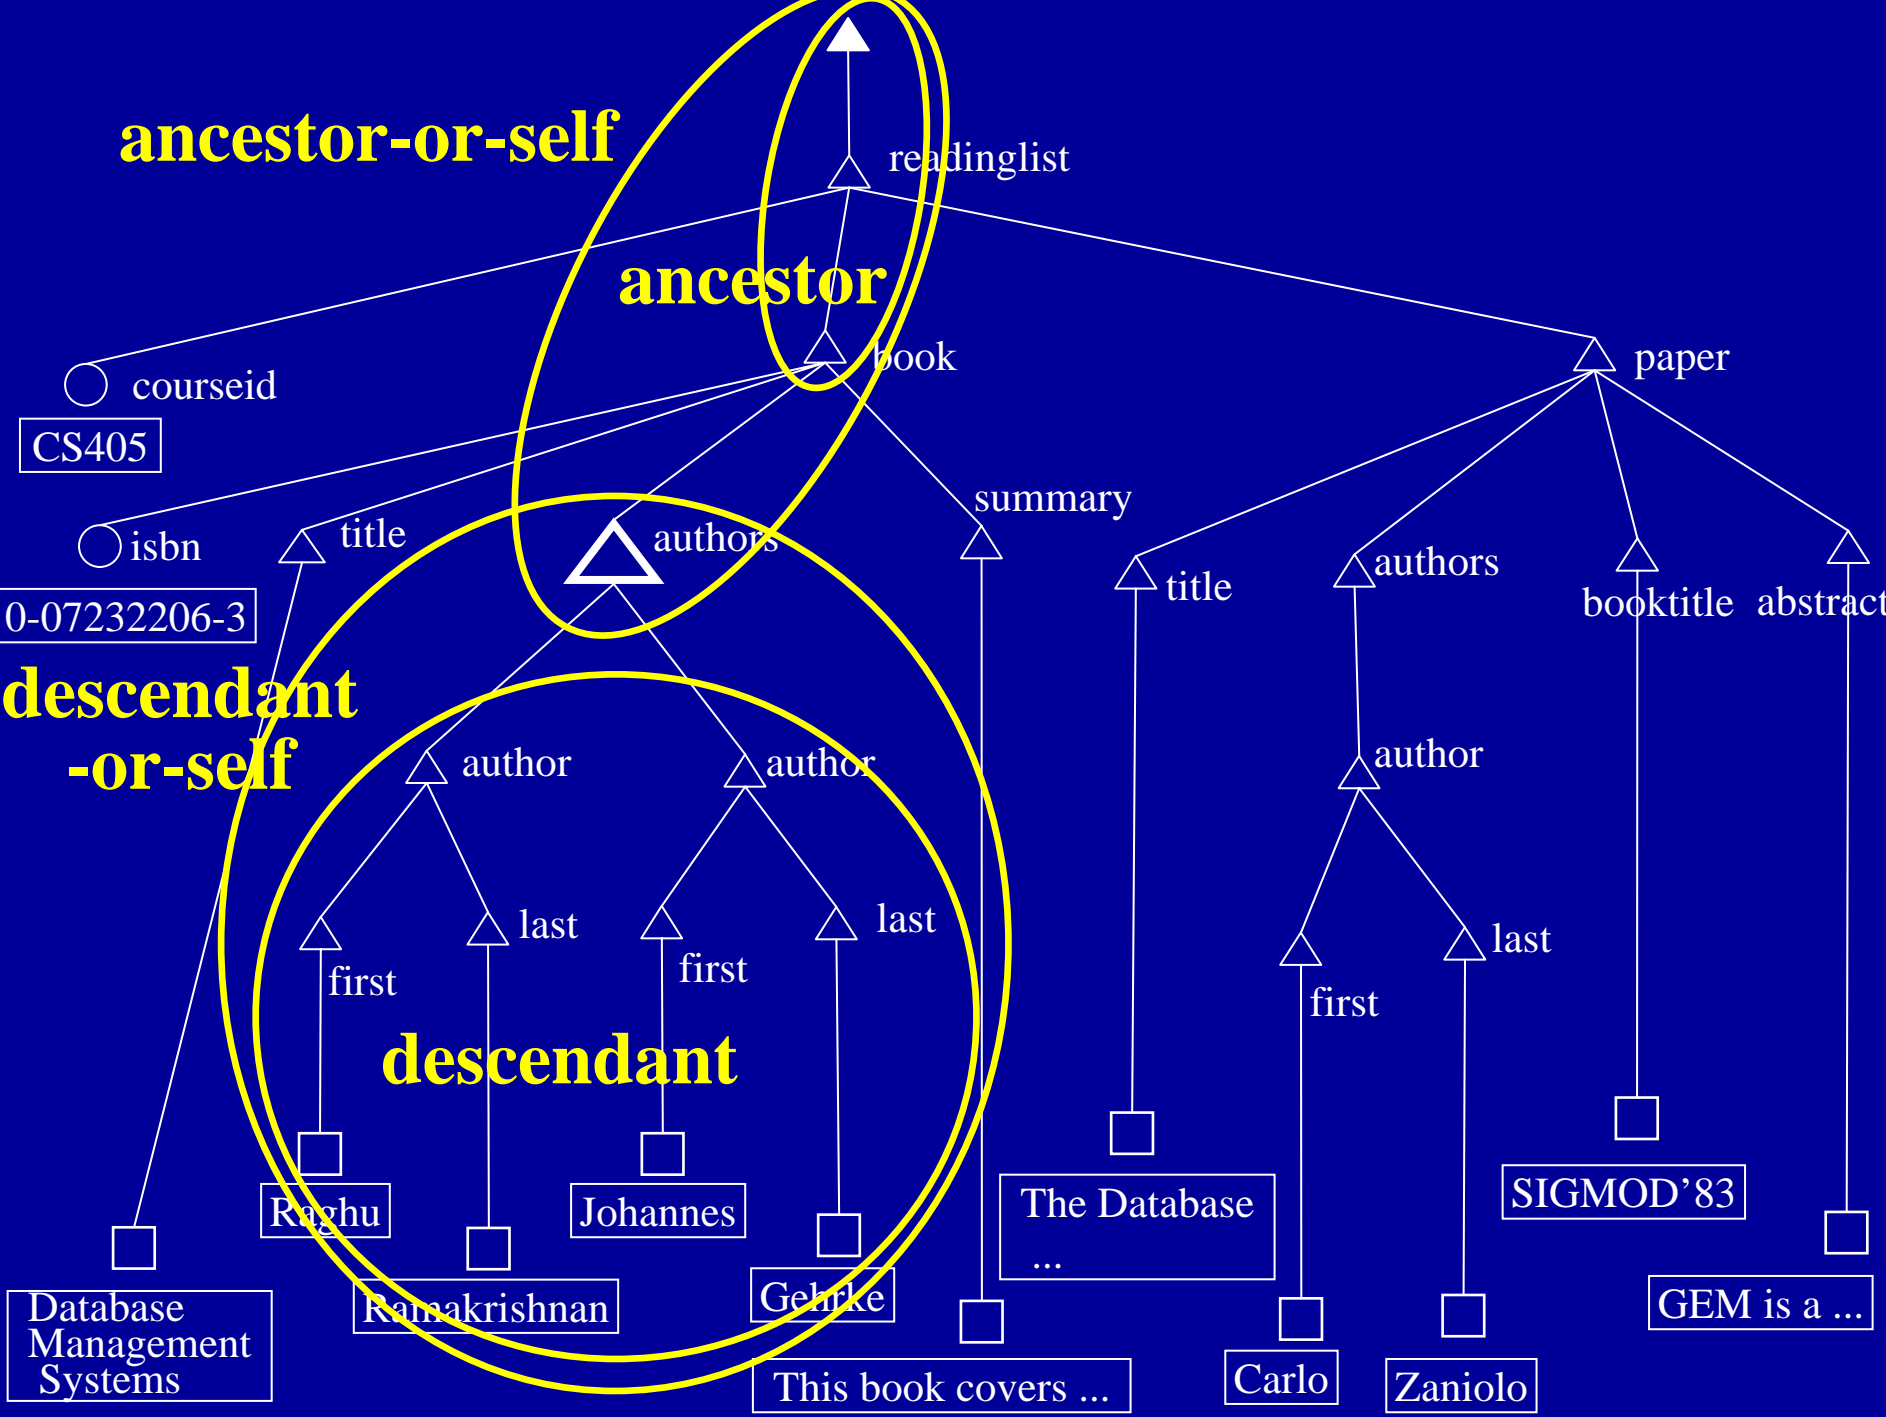 ancestor-or-self
readinglist
ancestor
book
paper
courseid
CS405
summary
isbn
title
authors
title
authors
booktitle
abstract
0-07232206-3
descendant
-or-self
author
author
author
last
last
last
first
first
first
descendant
Raghu
Johannes
The Database
...
SIGMOD’83
Ramakrishnan
Gehrke
GEM is a ...
Database
Management
Systems
This book covers ...
Carlo
Zaniolo